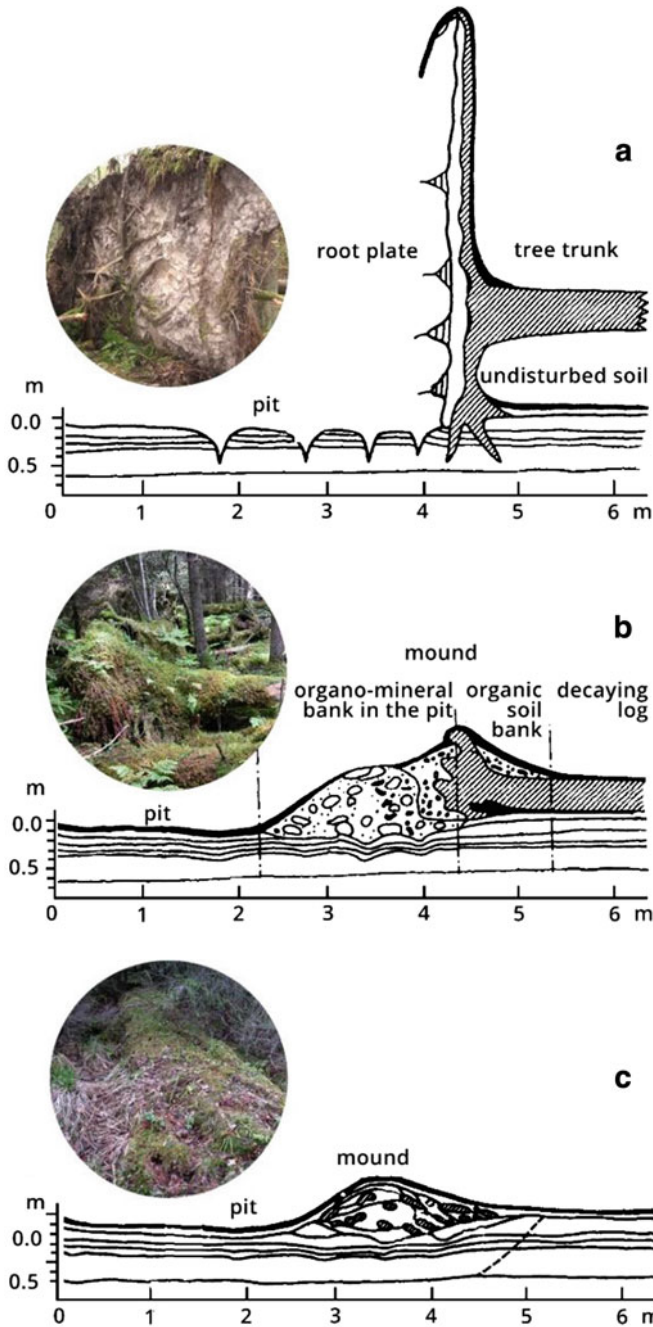 a
root plate
tree trunk
undisturbed soil
m
pit
0.0
0.5
0 1 2 3 4 5 6 m
b
mound
organo-mineral bank in the pit
organic soil bank
decaying log
m
pit
0.0
0.5
0 1 2 3 4 5 6 m
c
mound
m
pit
0.0
0.5
0 1 2 3 4 5 6 m